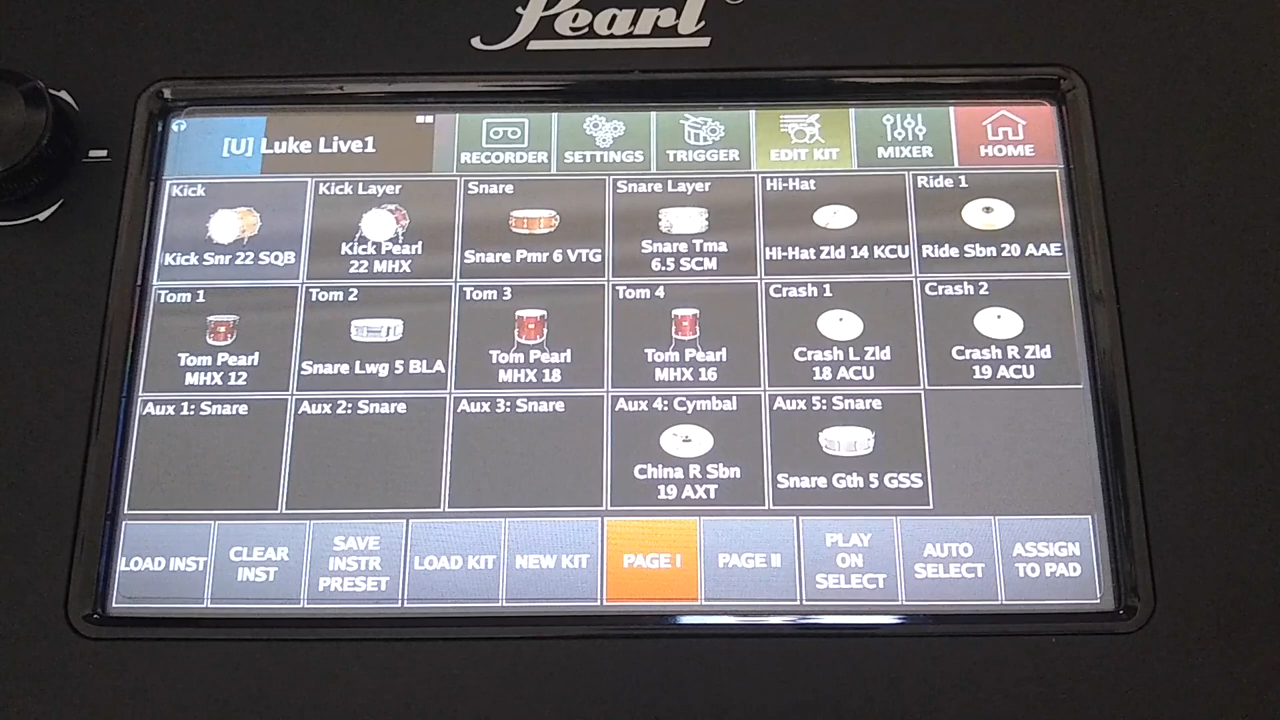 Pearl
[U] Luke Live1
RECORDER
SETTINGS
TRIGGER
EDIT KIT
MIXER
HOME
Kick
Kick Snr 22 SQB
Kick Layer
Kick Pearl
22 MHX
Snare
Snare Pmr 6 VTG
Snare Layer
Snare Tma
6.5 SCM
Hi-Hat
Hi-Hat Zld 14 KCU
Ride 1
Ride Sbn 20 AAE
Tom 1
Tom Pearl
MHX 12
Tom 2
Snare Lwg 5 BLA
Tom 3
Tom Pearl
MHX 18
Tom 4
Tom Pearl
MHX 16
Crash 1
Crash L Zld
18 ACU
Crash 2
Crash R Zld
19 ACU
Aux 1: Snare
Aux 2: Snare
Aux 3: Snare
Aux 4: Cymbal
China R Sbn
19 AXT
Aux 5: Snare
Snare Gth 5 GSS
LOAD INST
CLEAR
INST
SAVE
INSTR
PRESET
LOAD KIT
NEW KIT
PAGE I
PAGE II
PLAY
ON
SELECT
AUTO
SELECT
ASSIGN
TO PAD